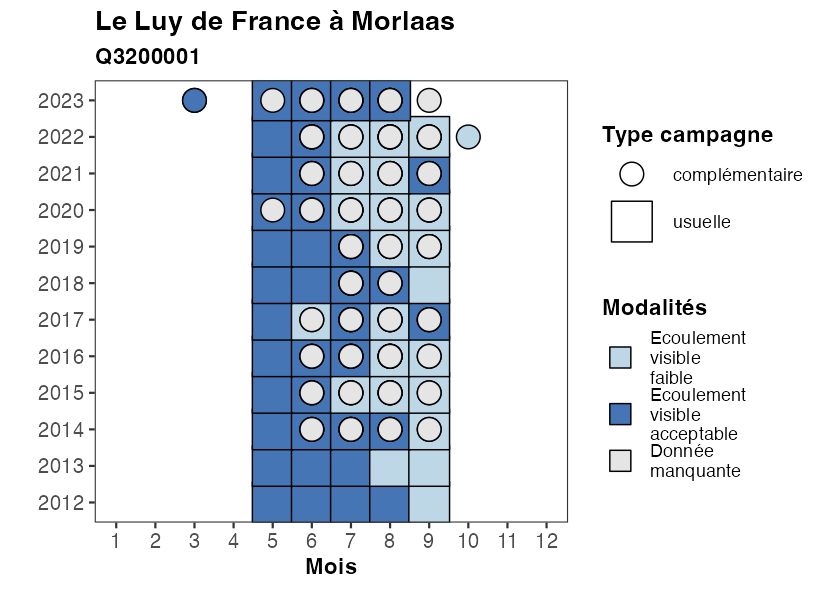 Le Luy de France à Morlaas
Q3200001
2023
2022
2021
2020
2019
2018
2017
2016
2015
2014
2013
2012
1 2 3 4 5 6 7 8 9 10 11 12
Mois
Type campagne
complémentaire
usuelle
Modalités
Ecoulement
visible
faible
Ecoulement
visible
acceptable
Donnée
manquante